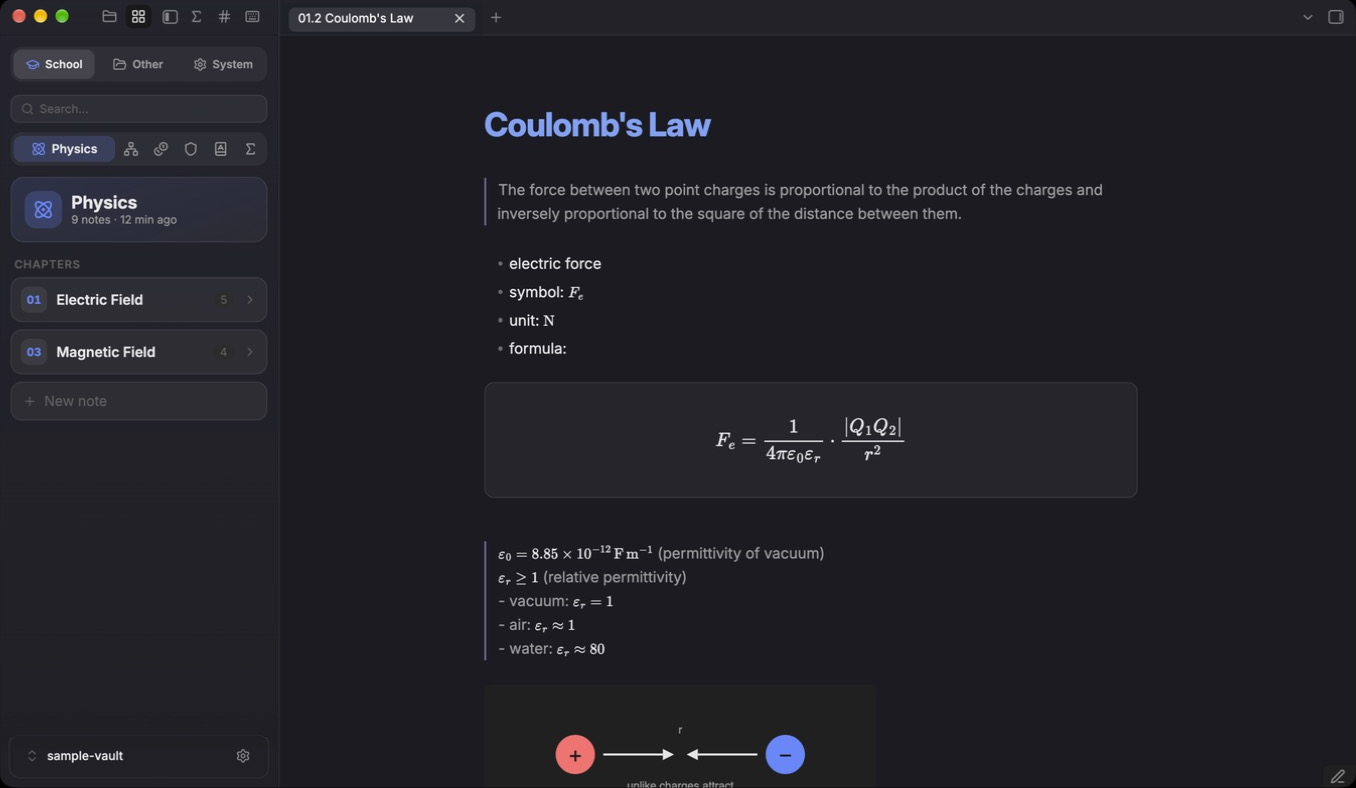 01.2 Coulomb's Law
School
Other
System
Search...
Physics
Physics
9 notes · 12 min ago
CHAPTERS
01 Electric Field 5
03 Magnetic Field 4
+ New note
sample-vault
Coulomb's Law
The force between two point charges is proportional to the product of the charges and
inversely proportional to the square of the distance between them.
• electric force
• symbol: Fₑ
• unit: N
• formula:
Fₑ = 1/(4πε₀εᵣ) · |Q₁Q₂|/r²
ε₀ = 8.85 × 10⁻¹² F m⁻¹ (permittivity of vacuum)
εᵣ ≥ 1 (relative permittivity)
- vacuum: εᵣ = 1
- air: εᵣ ≈ 1
- water: εᵣ ≈ 80
r
+ −
unlike charges attract